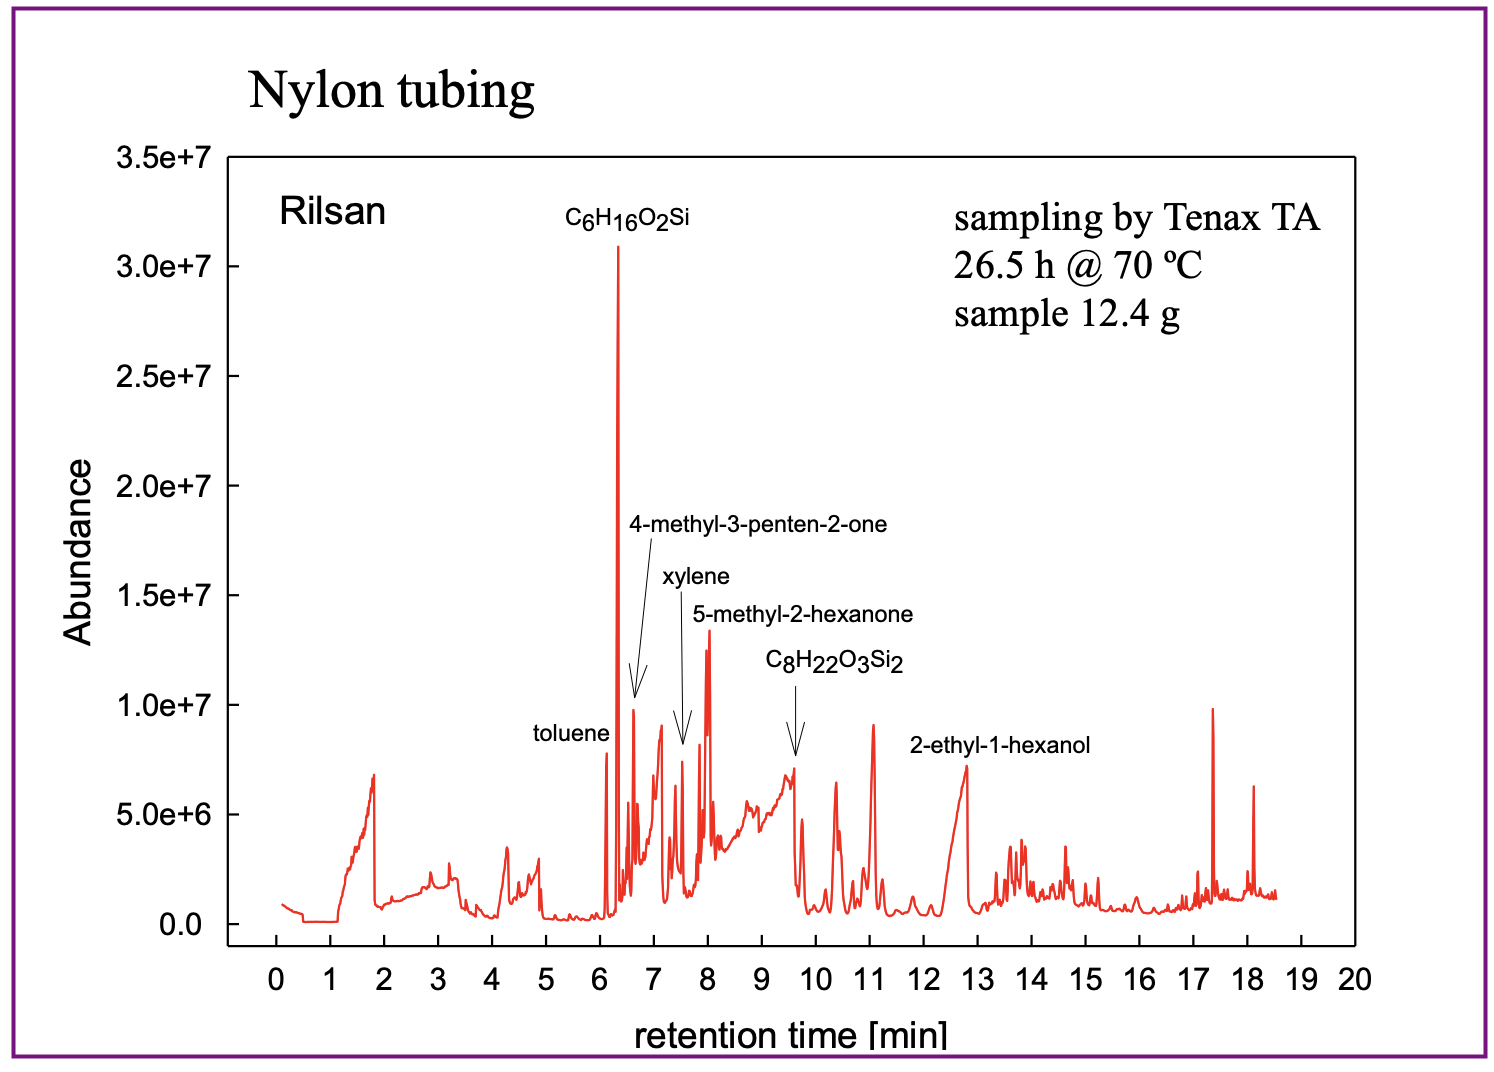 Nylon tubing
3.5e+7
Rilsan
C6H16O2Si
sampling by Tenax TA
26.5 h @ 70 ºC
sample 12.4 g
3.0e+7
2.5e+7
2.0e+7
4-methyl-3-penten-2-one
xylene
1.5e+7
5-methyl-2-hexanone
C8H22O3Si2
1.0e+7
toluene
2-ethyl-1-hexanol
5.0e+6
0.0
Abundance
0 1 2 3 4 5 6 7 8 9 10 11 12 13 14 15 16 17 18 19 20
retention time [min]